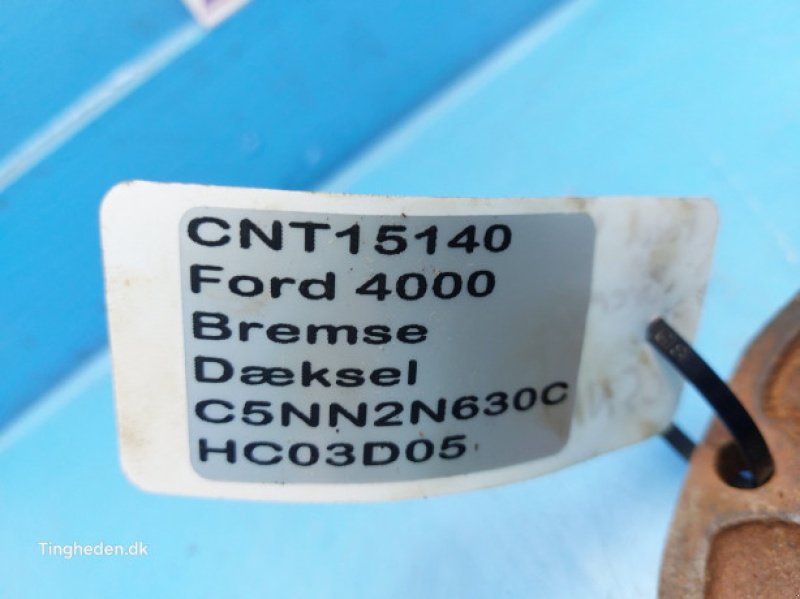 CNT15140
Ford 4000
Bremse
Dæksel
C5NN2N630C
HC03D05
Tingheden.dk